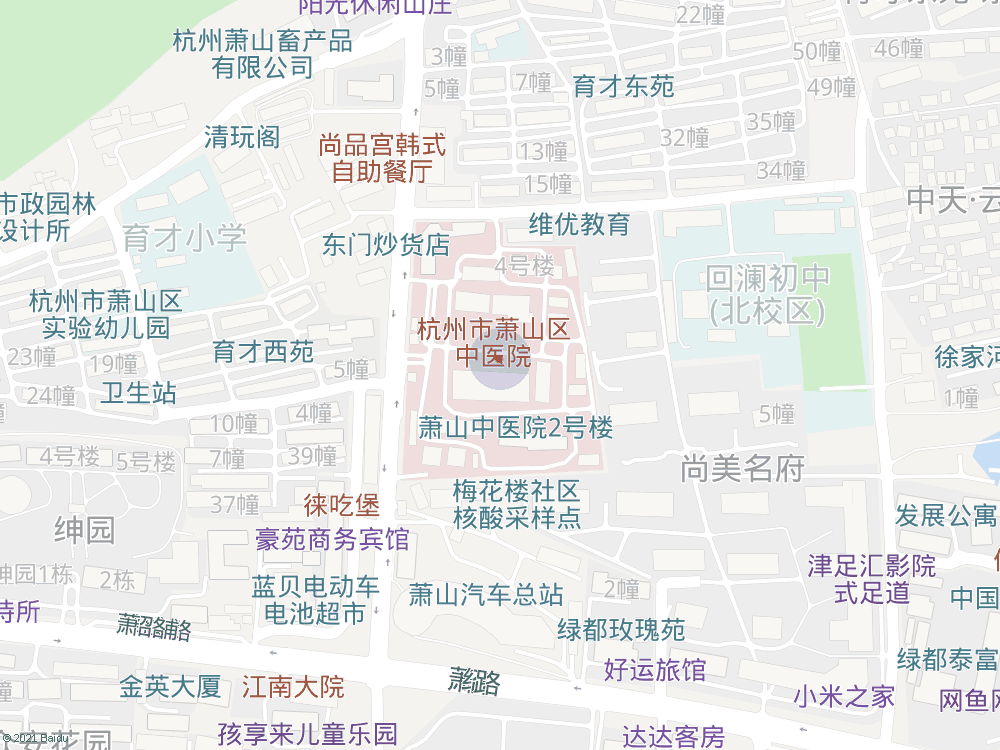 阳光休闲山庄
22幢
杭州萧山畜产品
有限公司
3幢
5幢
7幢
50幢
46幢
49幢
育才东苑
清玩阁
尚品宫韩式
自助餐厅
13幢
32幢
35幢
15幢
34幢
市政园林
设计所
育才小学
东门炒货店
维优教育
中天·云
4号楼
回澜初中
(北校区)
杭州市萧山区
实验幼儿园
杭州市萧山区
中医院
23幢
19幢
育才西苑
5幢
徐家河
24幢
卫生站
1幢
10幢
4幢
萧山中医院2号楼
5幢
4号楼
5号楼
7幢
39幢
尚美名府
37幢
徕吃堡
梅花楼社区
核酸采样点
绅园
豪苑商务宾馆
发展公寓
绅园1栋
2栋
蓝贝电动车
电池超市
萧山汽车总站
2幢
津足汇影院
式足道
中国
待所
萧绍路
绿都玫瑰苑
绿都泰富
好运旅馆
金英大厦
江南大院
萧绍路
小米之家
网鱼网
孩享来儿童乐园
达达客房
© 2021 Baidu